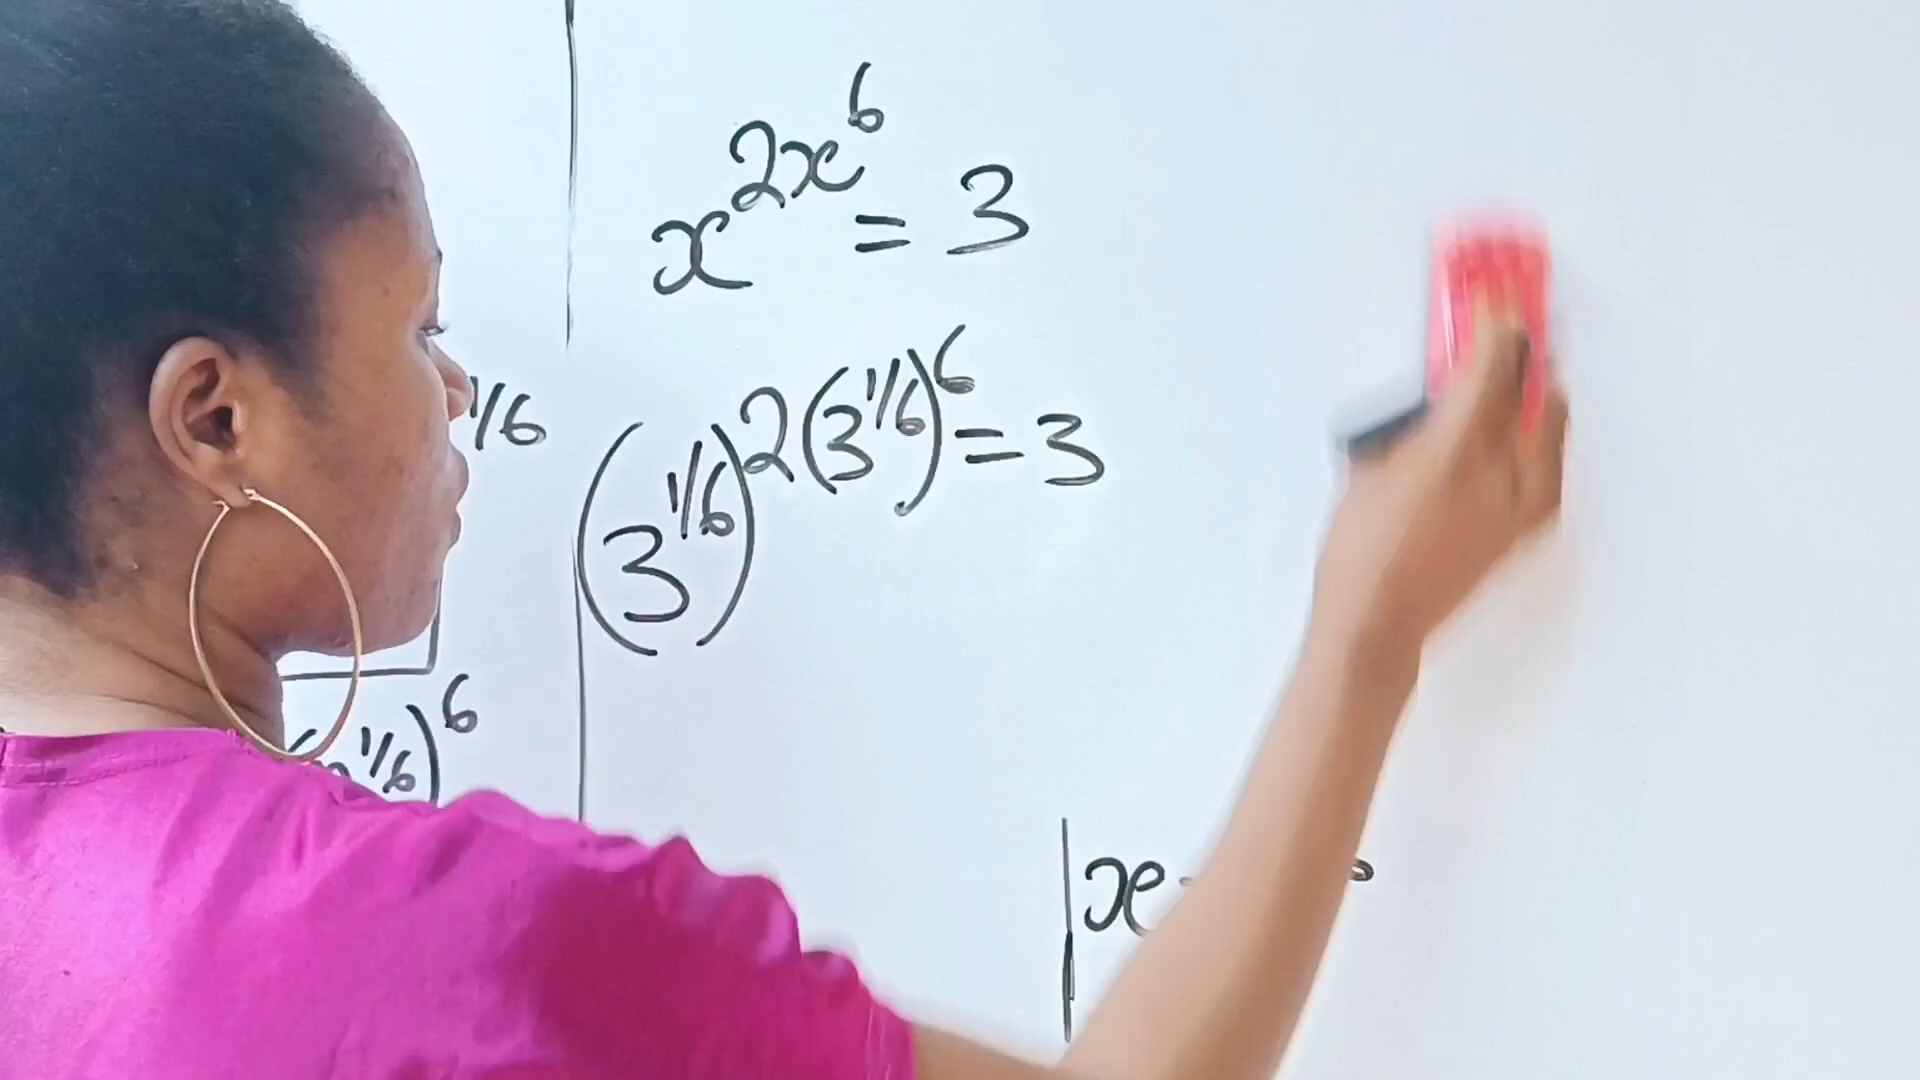 x^{2x^6} = 3
(3^{1/6})^{2(3^{1/6})^6} = 3
1/6
1/6)^6
x